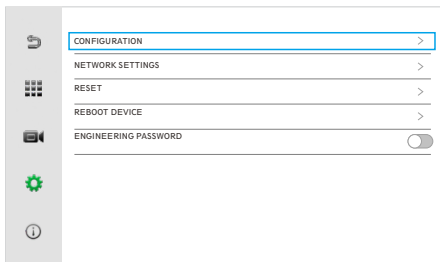 CONFIGURATION
NETWORK SETTINGS
RESET
REBOOT DEVICE
ENGINEERING PASSWORD